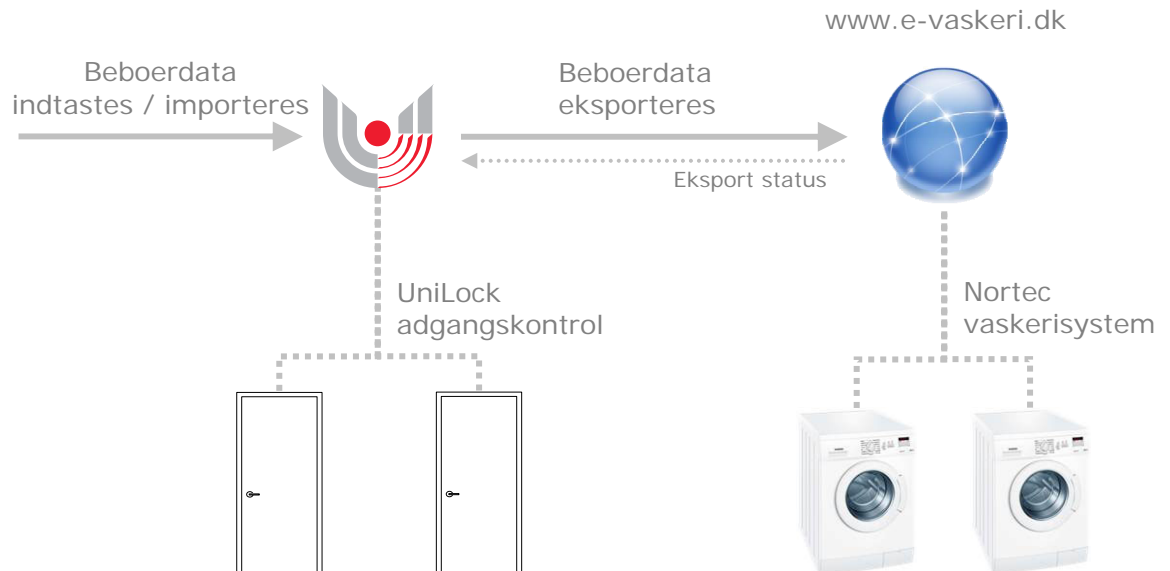 www.e-vaskeri.dk
Beboerdata
indtastes / importeres
Beboerdata
eksporteres
Eksport status
UniLock
adgangskontrol
Nortec
vaskerisystem